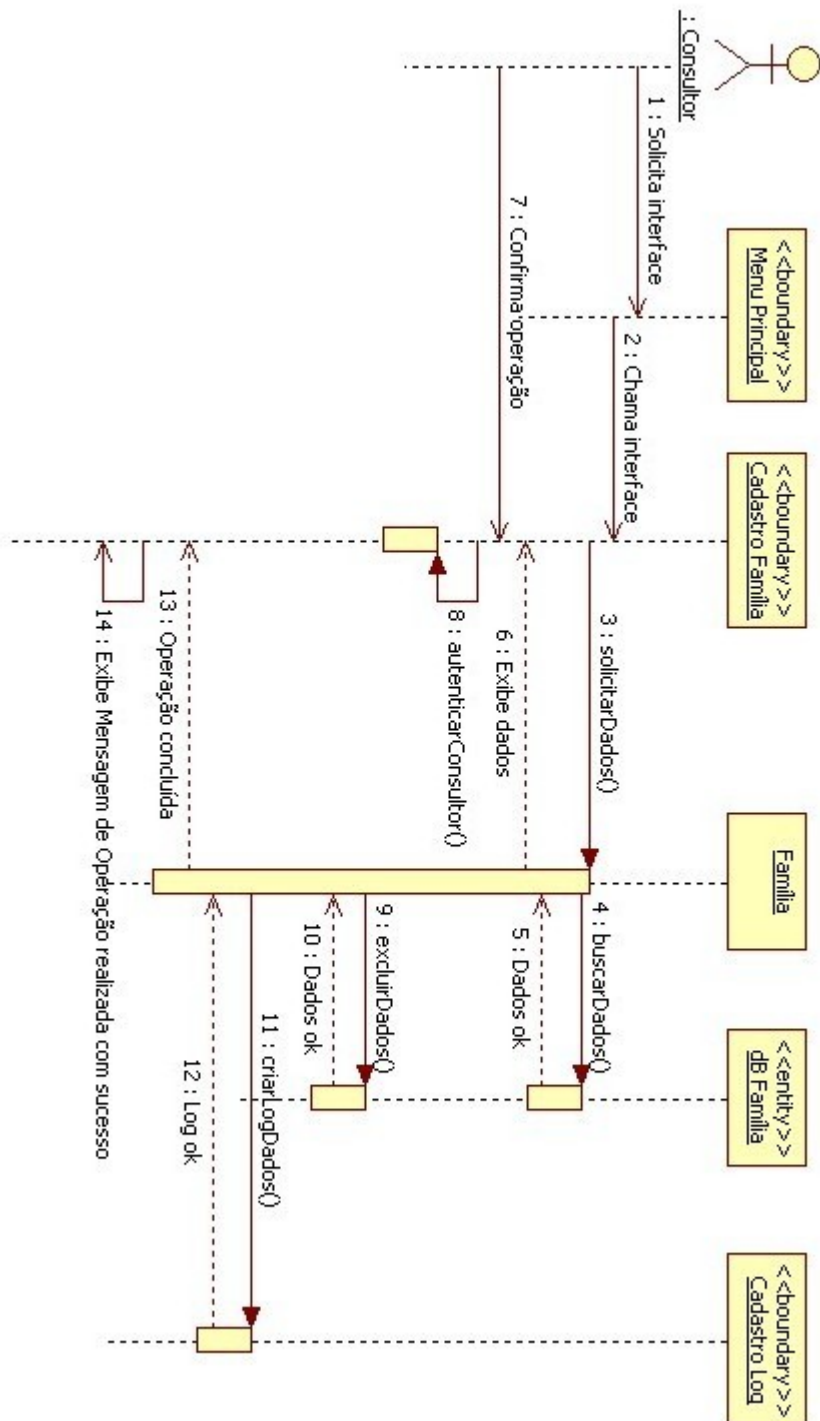 : Consultor
<<boundary>>
Menu Principal
<<boundary>>
Cadastro Família
Família
<<entity>>
dB Família
<<boundary>>
Cadastro Log
1 : Solicita interface
2 : Chama interface
3 : solicitarDados()
4 : buscarDados()
5 : Dados ok
6 : Exibe dados
7 : Confirma operação
8 : autenticarConsultor()
9 : excluirDados()
10 : Dados ok
11 : criarLogDados()
12 : Log ok
13 : Operação concluída
14 : Exibe Mensagem de Operação realizada com sucesso